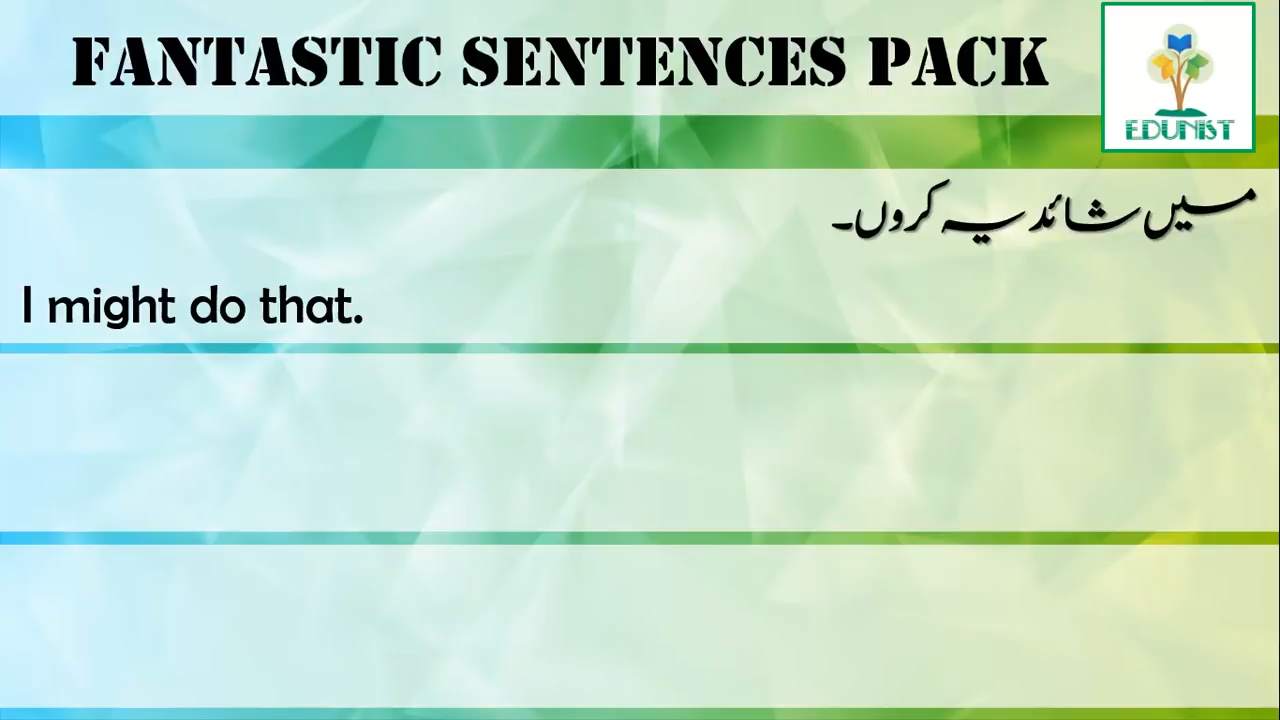 FANTASTIC SENTENCES PACK
EDUNIST
میں شائد یہ کروں۔
I might do that.